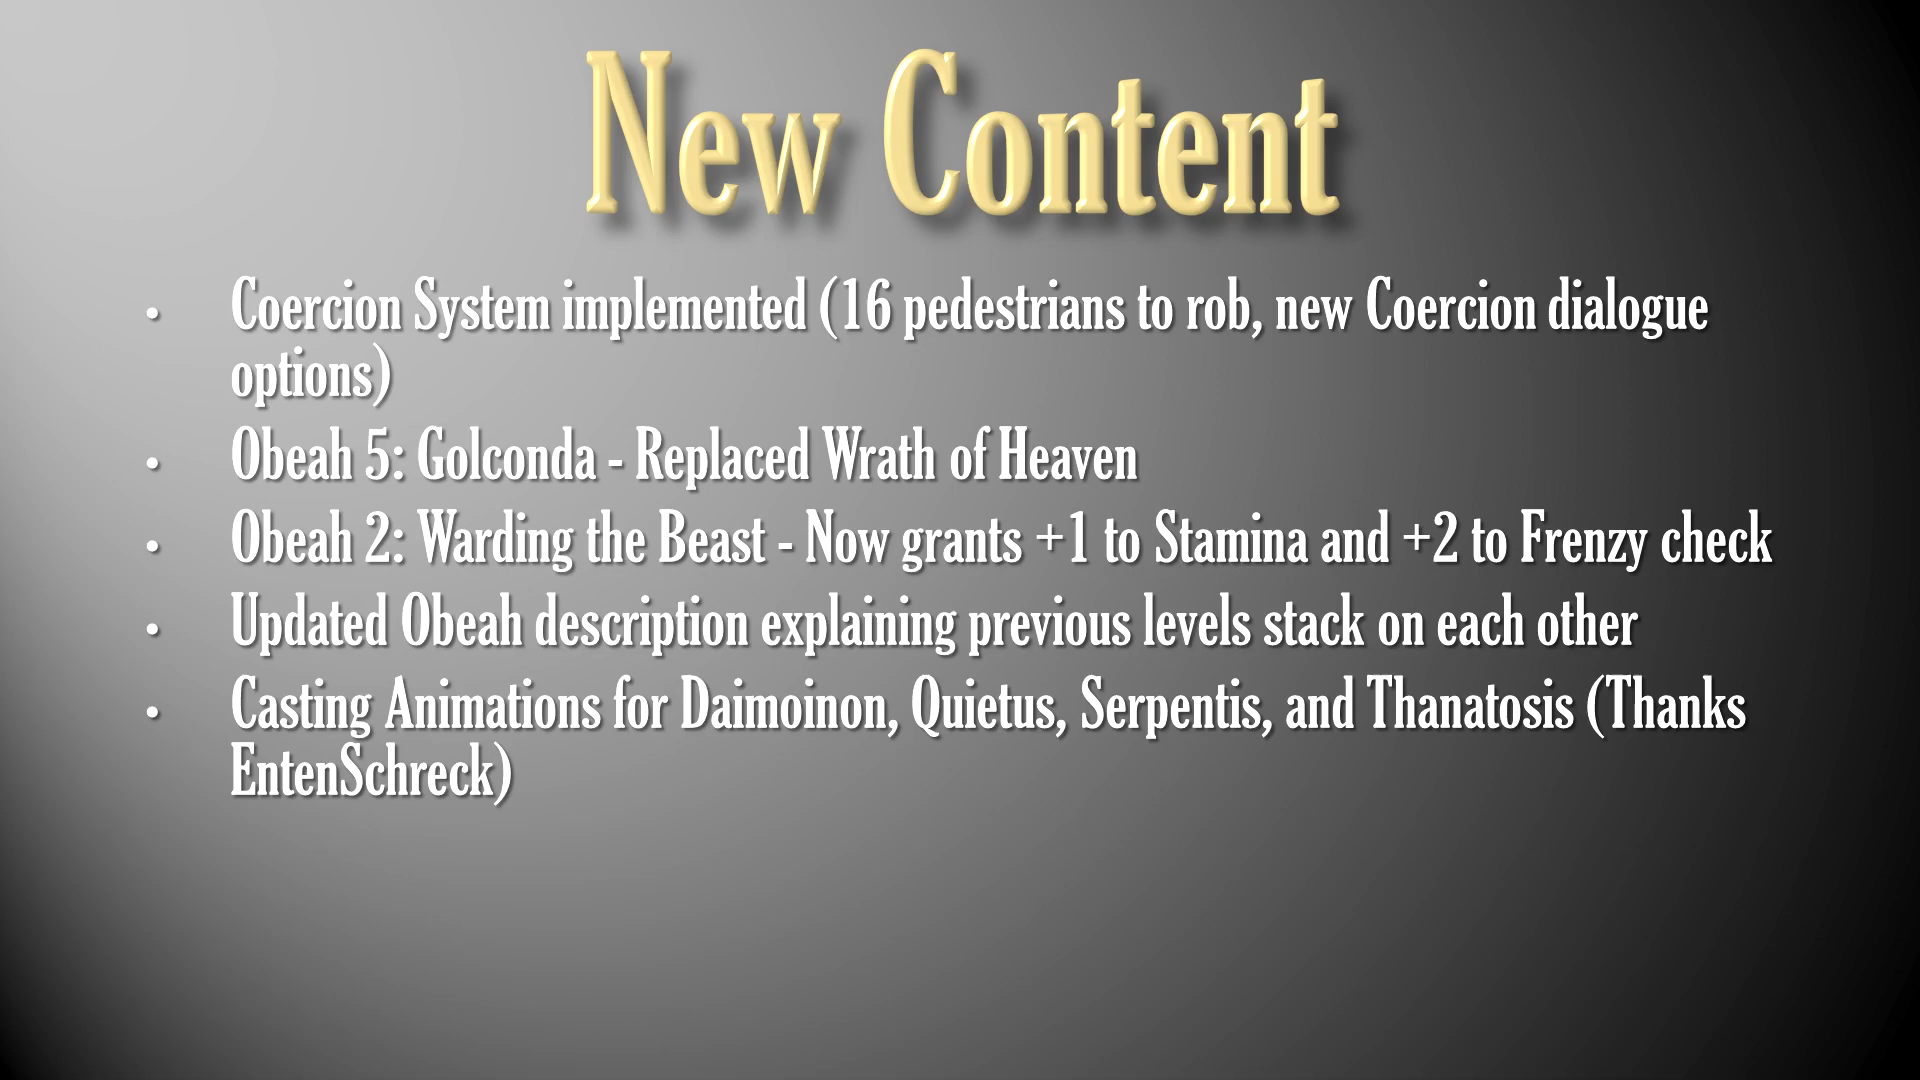 New Content
• Coercion System implemented (16 pedestrians to rob, new Coercion dialogue
options)
• Obeah 5: Golconda - Replaced Wrath of Heaven
• Obeah 2: Warding the Beast - Now grants +1 to Stamina and +2 to Frenzy check
• Updated Obeah description explaining previous levels stack on each other
• Casting Animations for Daimoinon, Quietus, Serpentis, and Thanatosis (Thanks
EntenSchreck)